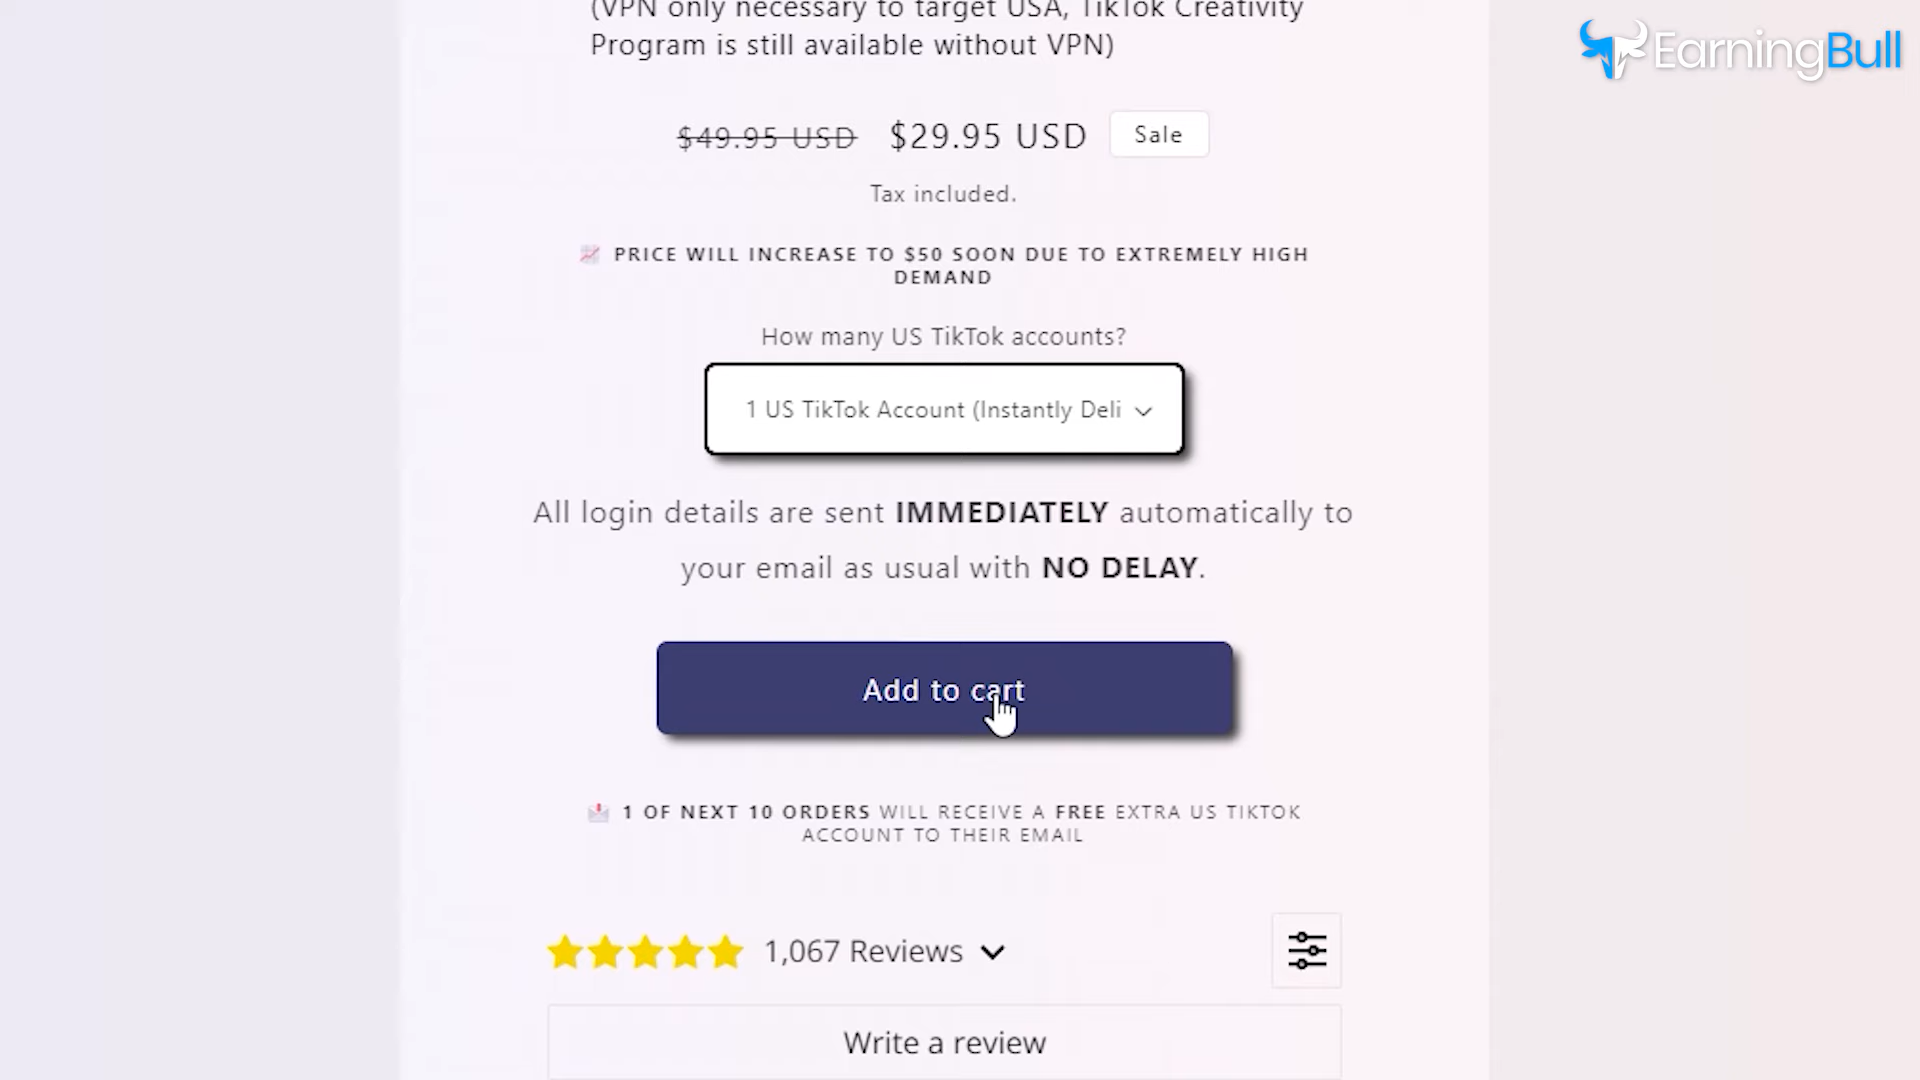 (VPN only necessary to target USA, TikTok Creativity
Program is still available without VPN)
EarningBull
$49.95 USD $29.95 USD Sale
Tax included.
PRICE WILL INCREASE TO $50 SOON DUE TO EXTREMELY HIGH
DEMAND
How many US TikTok accounts?
1 US TikTok Account (Instantly Deli
All login details are sent IMMEDIATELY automatically to
your email as usual with NO DELAY.
Add to cart
1 OF NEXT 10 ORDERS WILL RECEIVE A FREE EXTRA US TIKTOK
ACCOUNT TO THEIR EMAIL
1,067 Reviews
Write a review